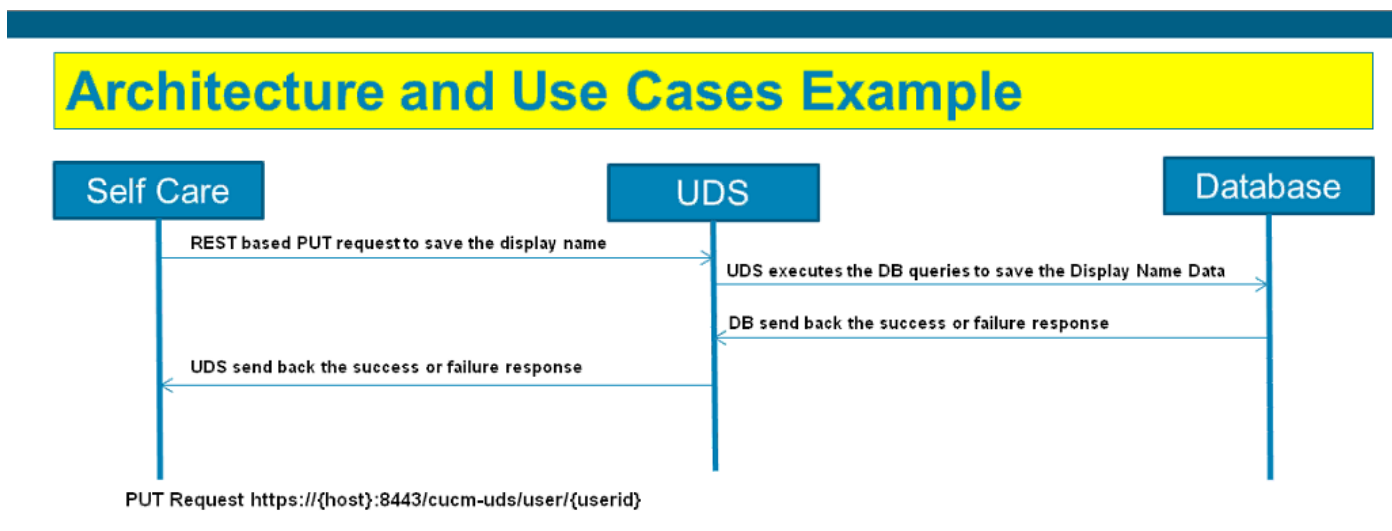 Architecture and Use Cases Example
Self Care
UDS
Database
REST based PUT request to save the display name
UDS executes the DB queries to save the Display Name Data
DB send back the success or failure response
UDS send back the success or failure response
PUT Request https://{host}:8443/cucm-uds/user/{userid}